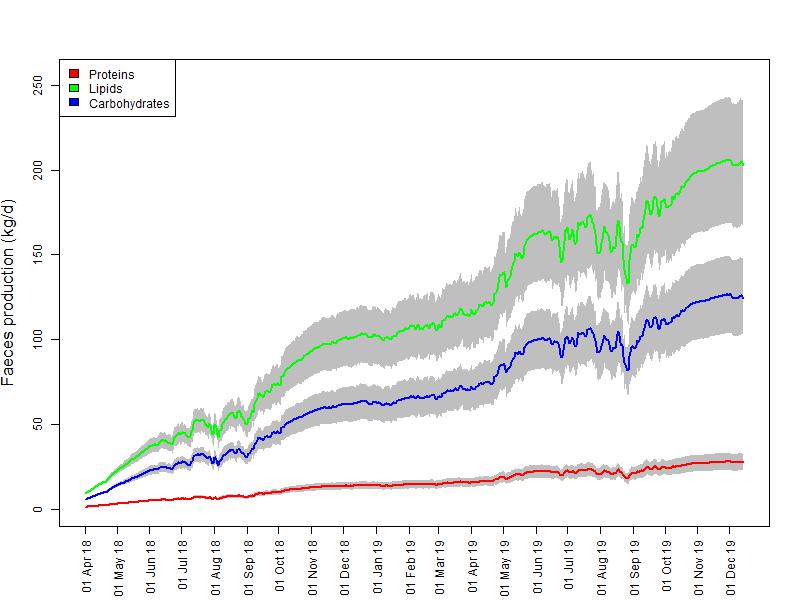 Proteins
Lipids
Carbohydrates
Faeces production (kg/d)
250
200
150
100
50
0
01 Apr 18
01 May 18
01 Jun 18
01 Jul 18
01 Aug 18
01 Sep 18
01 Oct 18
01 Nov 18
01 Dec 18
01 Jan 19
01 Feb 19
01 Mar 19
01 Apr 19
01 May 19
01 Jun 19
01 Jul 19
01 Aug 19
01 Sep 19
01 Oct 19
01 Nov 19
01 Dec 19